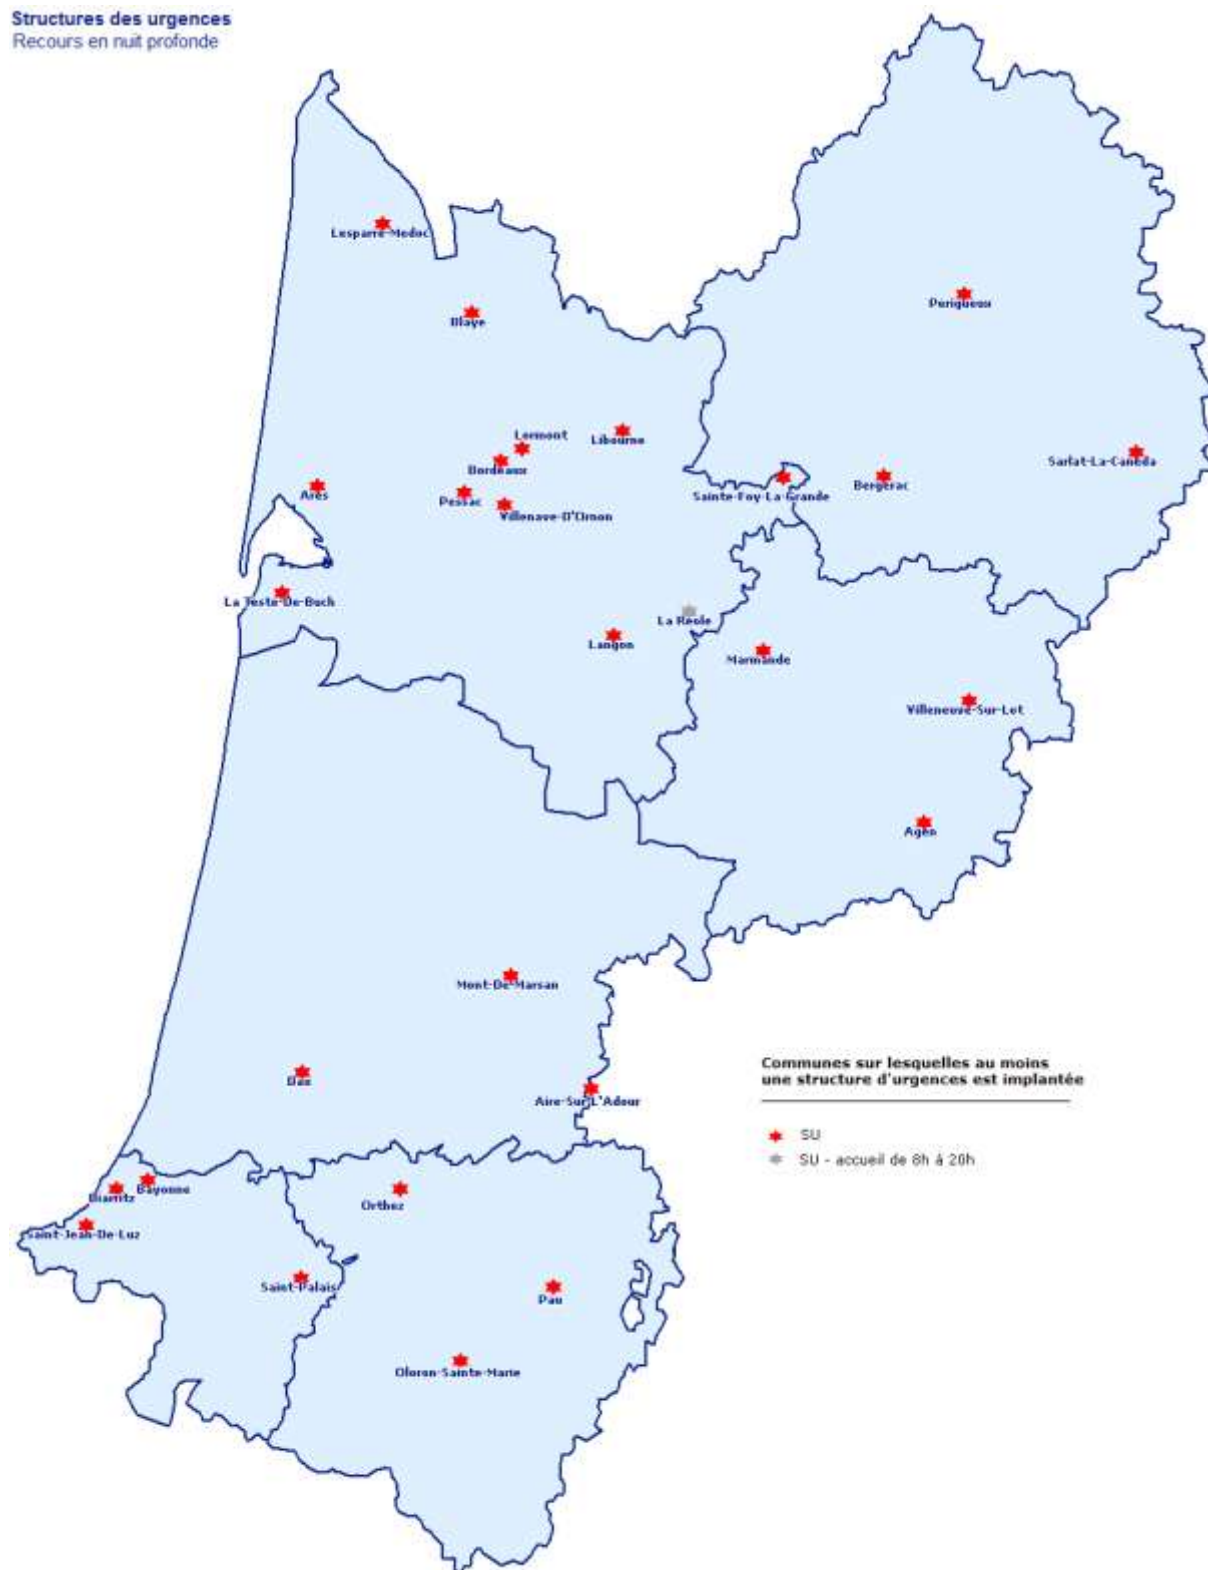 Structures des urgences
Recours en nuit profonde
Lesparre-Medoc
Blaye
Perigueux
Lormont
Libourne
Bordeaux
Sarlat-La-Canéda
Arès
Pessac
Villenave-D'Ornon
Sainte-Foy-La-Grande
Bergerac
La Teste-De-Buch
La Réole
Langon
Marmande
Villeneuve-Sur-Lot
Agen
Mont-De-Marsan
Dax
Aire-Sur-L'Adour
Communes sur lesquelles au moins
une structure d'urgences est implantée
SU
SU - accueil de 8h à 20h
Biarritz
Bayonne
Orthez
Saint-Jean-De-Luz
Saint-Palais
Pau
Oloron-Sainte-Marie